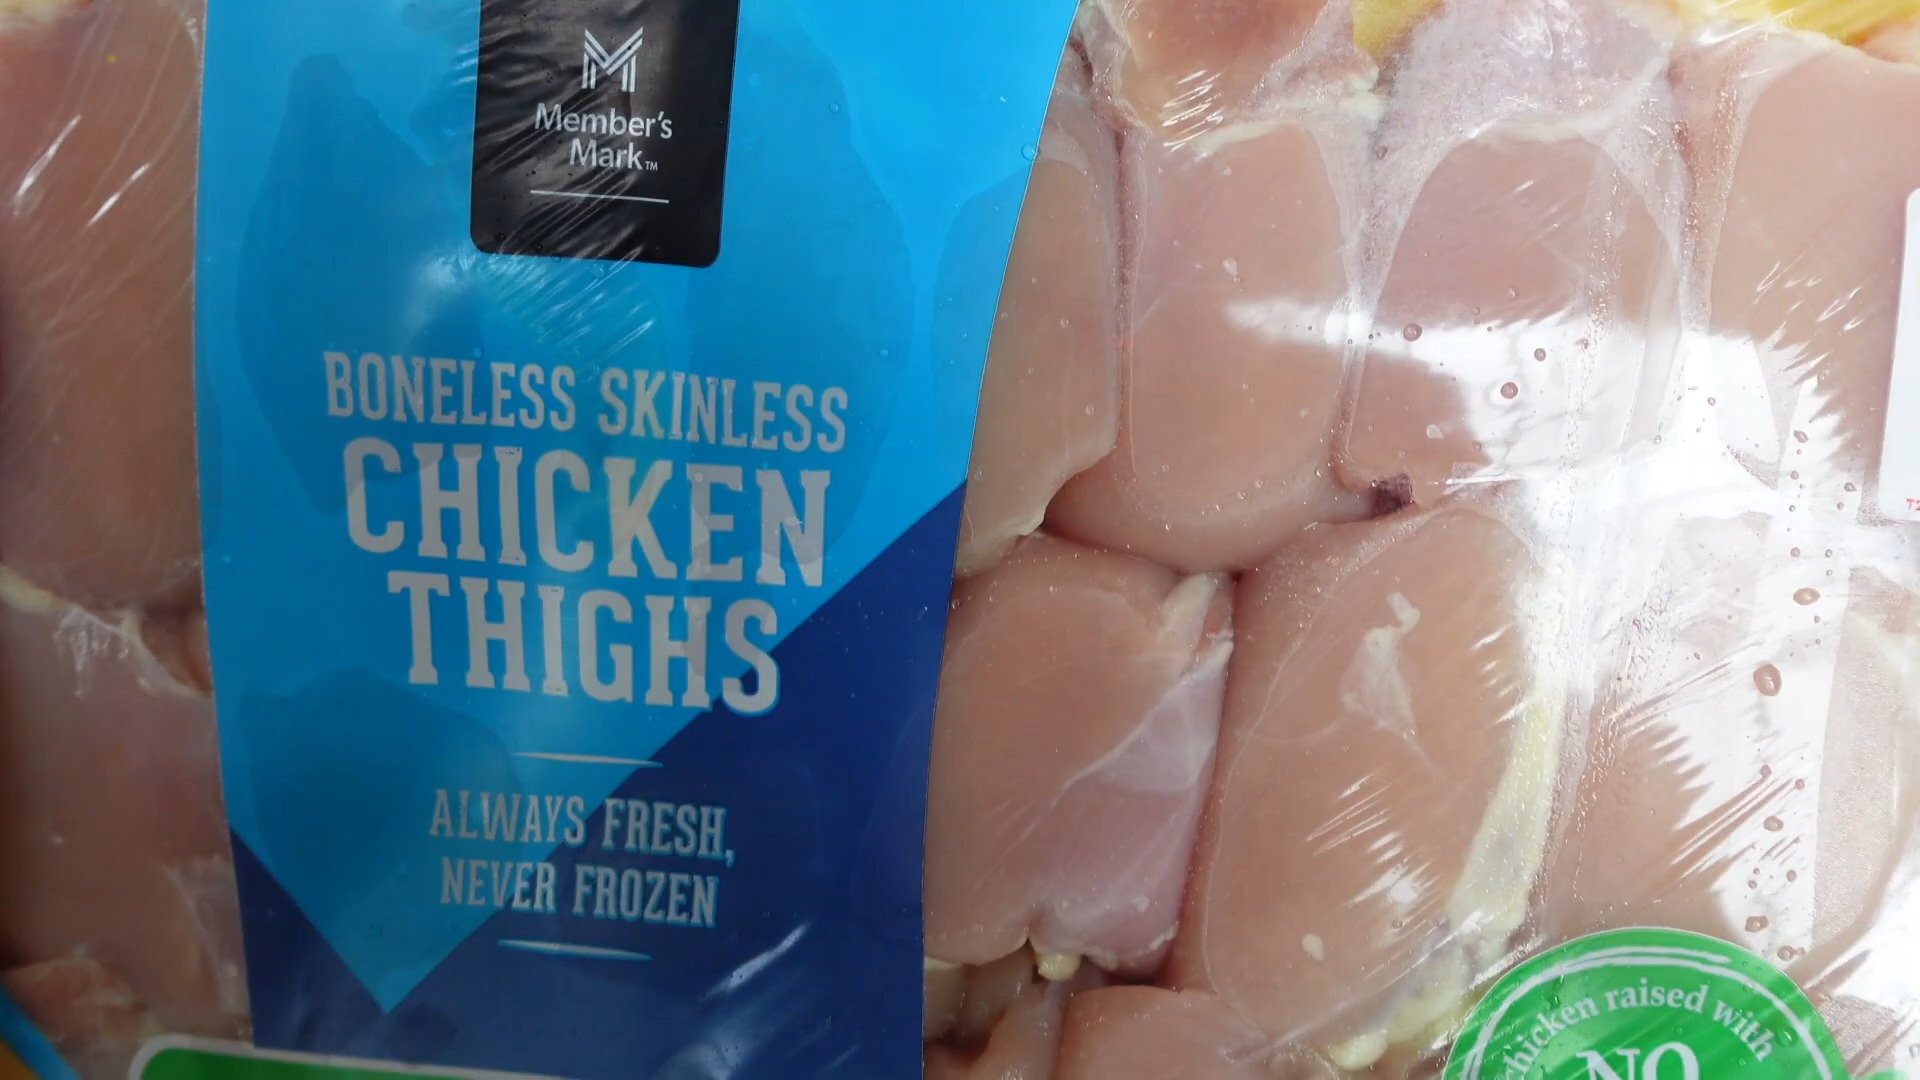 Member's
Mark™
BONELESS SKINLESS
CHICKEN
THIGHS
ALWAYS FRESH,
NEVER FROZEN
chicken raised with
NO